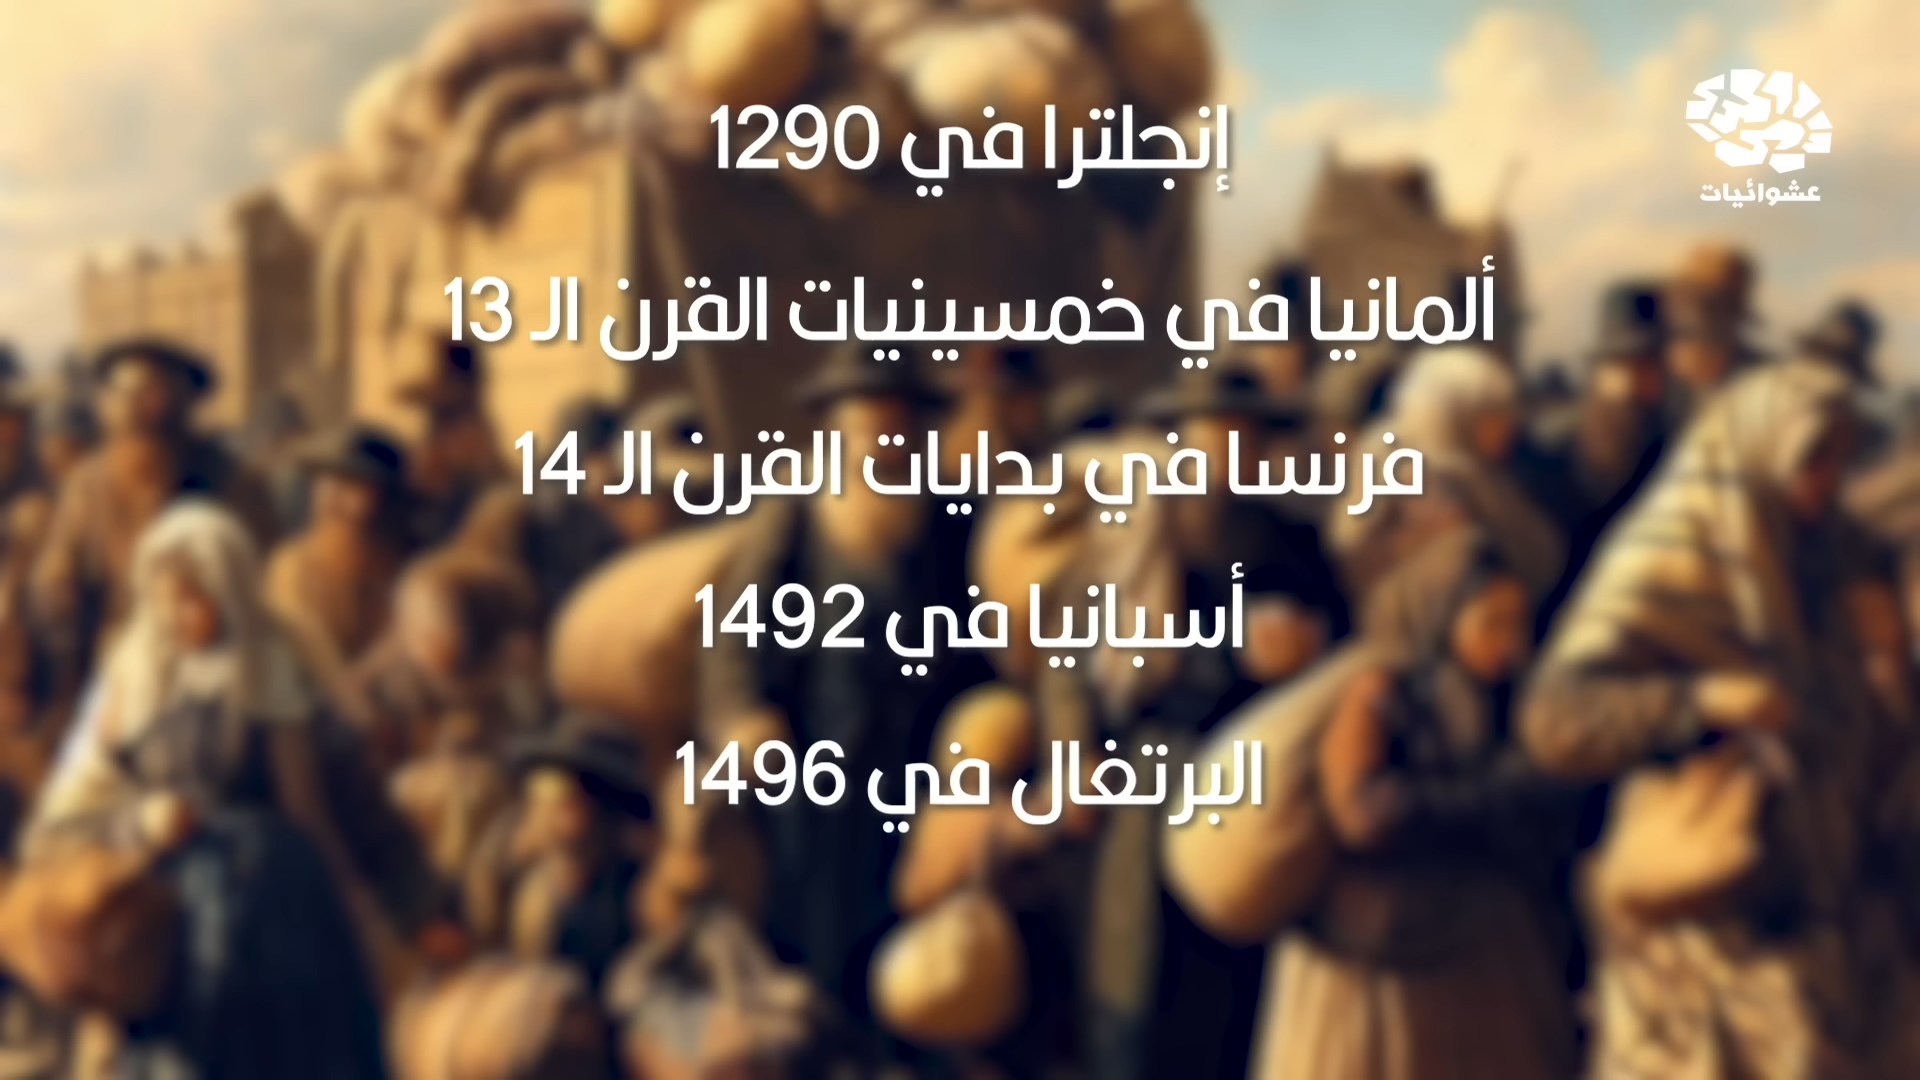 إنجلترا في 1290
عشوائيات
ألمانيا في خمسينيات القرن الـ 13
فرنسا في بدايات القرن الـ 14
أسبانيا في 1492
البرتغال في 1496